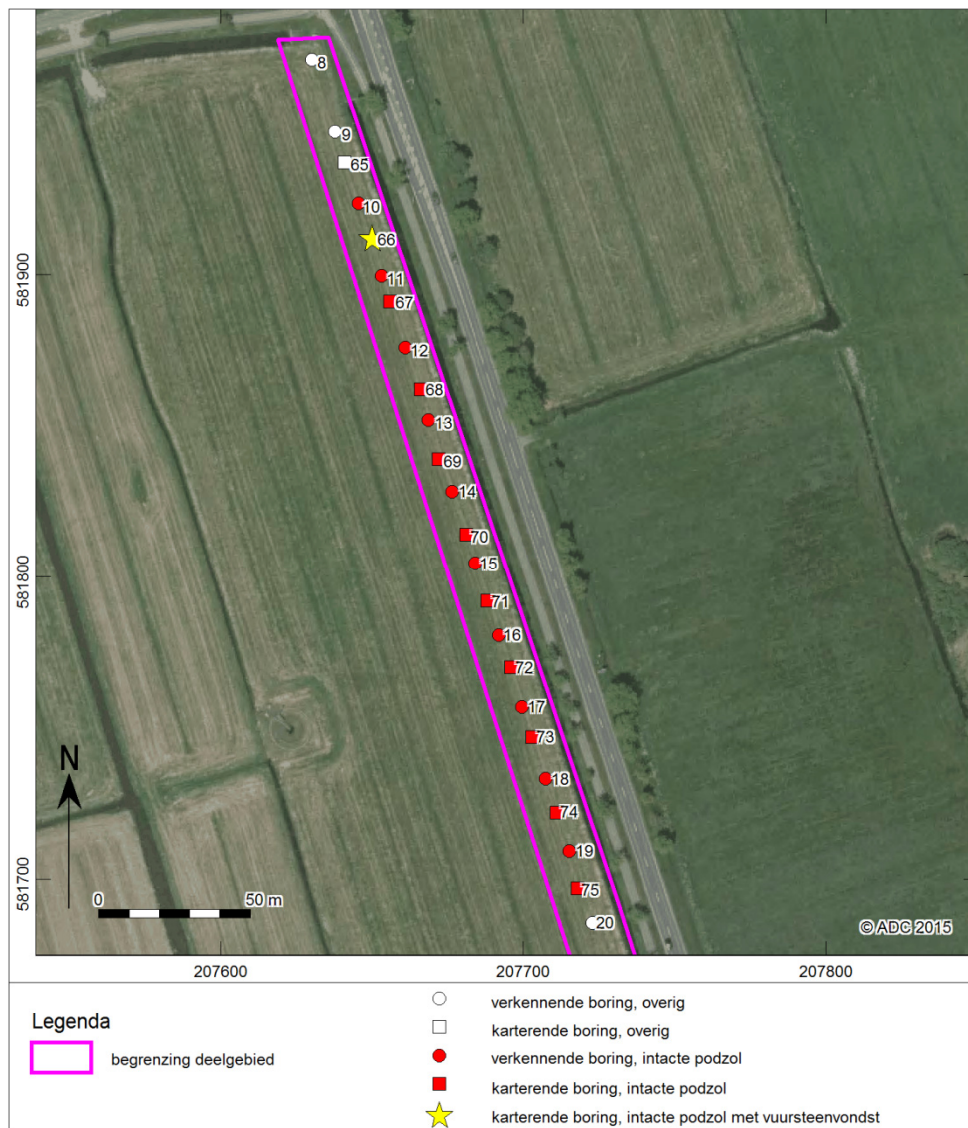 8
9
65
10
66
581900
11
67
12
68
13
69
14
70
15
581800
71
16
72
17
73
N
18
74
19
581700
75
0 50 m
20
© ADC 2015
207600 207700 207800
Legenda
begrenzing deelgebied
verkennende boring, overig
karterende boring, overig
verkennende boring, intacte podzol
karterende boring, intacte podzol
karterende boring, intacte podzol met vuursteenvondst